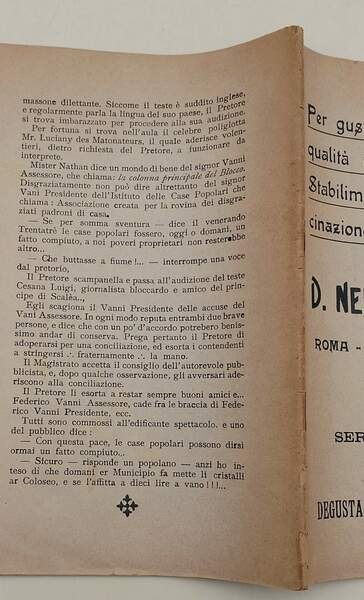 massone dilettante. Siccome il teste è suddito inglese,
e regolarmente parla la lingua del suo paese, il Pretore
si trova imbarazzato per procedere alla sua audizione.
Per fortuna si trova nell'aula il celebre poliglotta
Mr. Luciany des Matonateurs, il quale aderisce volen-
tieri, dietro richiesta del Pretore, a funzionare da
interprete.
Mister Nathan dice un mondo di bene del signor Vanni
Assessore, che chiama: la colonna principale del Blocco.
Disgraziatamente non può dire altrettanto del signor
Vani Presidente dell'Istituto delle Case Popolari che
chiama: Associazione creata per la rovina dei disgra-
ziati padroni di casa.
— Se per somma sventura — dice il venerando
Trentatrè le case popolari fossero, oggi o domani, un
fatto compiuto, a noi poveri proprietari non resterebbe
altro...
— Che buttasse a fiume!... — interrompe una voce
dal pretorio,
Il Pretore scampanella e passa all'audizione del teste
Cesana Luigi, giornalista bloccardo e amico del prin-
cipe di Scalèa.,
Egli scagiona il Vanni Presidente delle accuse del
Vani Assessore. In ogni modo reputa entrambi due brave
persone, e dice che con un po' d'accordo potrebero benis-
simo andar di conserva. Prega pertanto il Pretore di
adoperarsi per una conciliazione, ed esorta i contendenti
a stringersi ∴ fraternamente ∴ la mano.
Il Magistrato accetta il consiglio dell'autorevole pub-
blicista, e, dopo qualche osservazione, gli avversari ade-
riscono alla conciliazione.
Il Pretore li esorta a restar sempre buoni amici e...
Federico Vanni Assessore, cade fra le braccia di Fede-
rico Vanni Presidente, ecc.
Tutti sono commossi all'edificante spettacolo. e uno
del pubblico dice :
— Con questa pace, le case popolari possono dirsi
ormai un fatto compiuto...
— Sicuro — risponde un popolano — anzi ho in-
teso dì che domani er Municipio fa mette li cristalli
ar Coloseo, e se l'affitta a dieci lire a vano ! ! !...
Per gus
qualità
Stabilim
cinazione
D. NE
ROMA -
SER
DEGUSTA